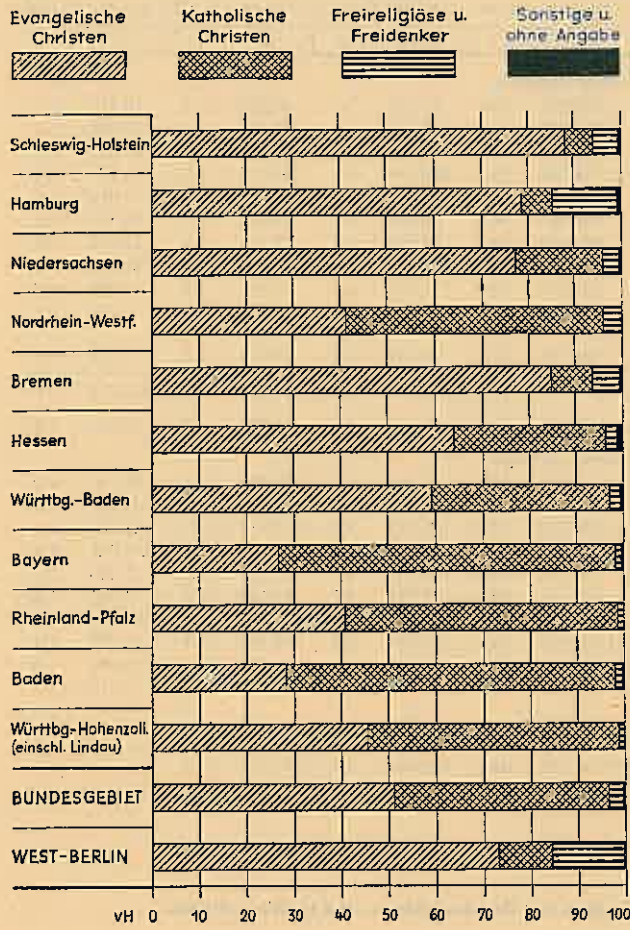 Evangelische Christen
Katholische Christen
Freireligiöse u. Freidenker
Sonstige u. ohne Angabe
Schleswig-Holstein
Hamburg
Niedersachsen
Nordrhein-Westf.
Bremen
Hessen
Württbg.-Baden
Bayern
Rheinland-Pfalz
Baden
Württbg-Hohenzoll.
(einschl. Lindau)
BUNDESGEBIET
WEST-BERLIN
vH 0 10 20 30 40 50 60 70 80 90 100